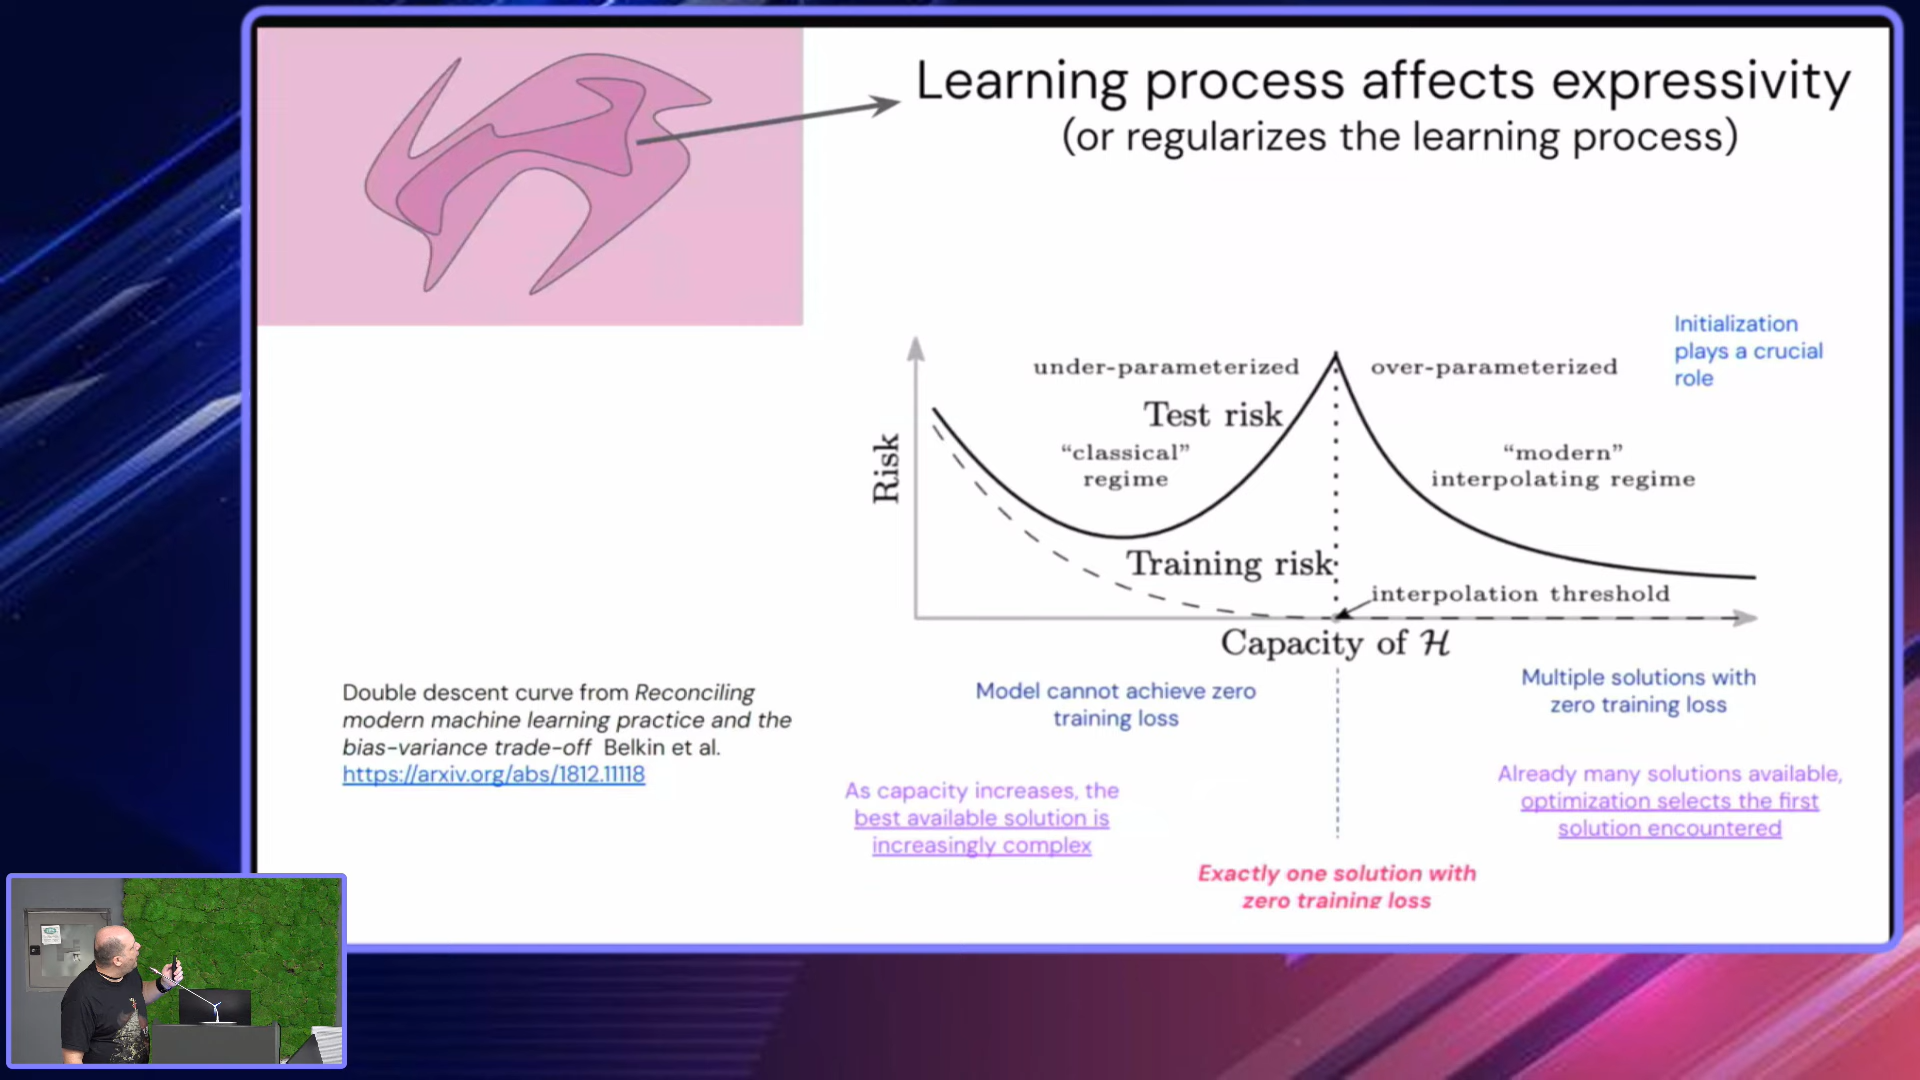 Learning process affects expressivity
(or regularizes the learning process)
Initialization
plays a crucial
role
under-parameterized
over-parameterized
Test risk
"classical"
regime
"modern"
interpolating regime
Risk
Training risk
interpolation threshold
Capacity of ℋ
Double descent curve from Reconciling
modern machine learning practice and the
bias-variance trade-off Belkin et al.
https://arxiv.org/abs/1812.11118
Model cannot achieve zero
training loss
Multiple solutions with
zero training loss
As capacity increases, the
best available solution is
increasingly complex
Already many solutions available,
optimization selects the first
solution encountered
Exactly one solution with
zero training loss